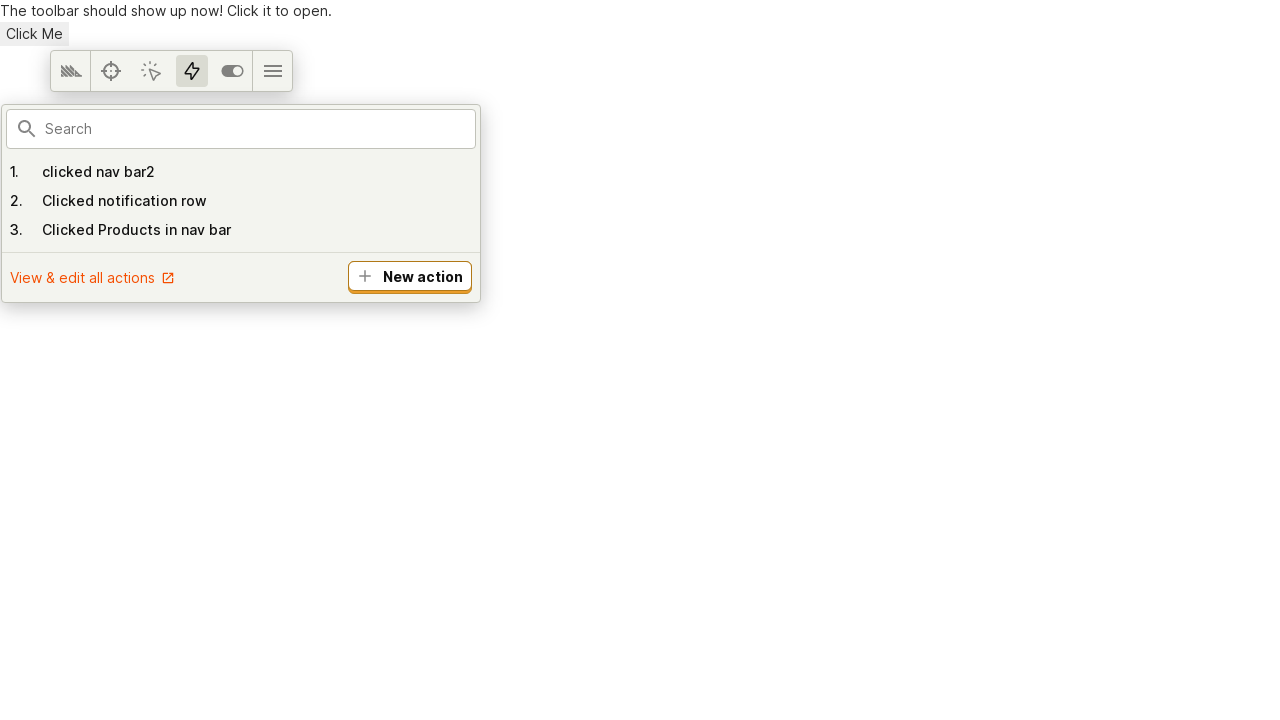 The toolbar should show up now! Click it to open.
Click Me
Search
1. clicked nav bar2
2. Clicked notification row
3. Clicked Products in nav bar
View & edit all actions
New action